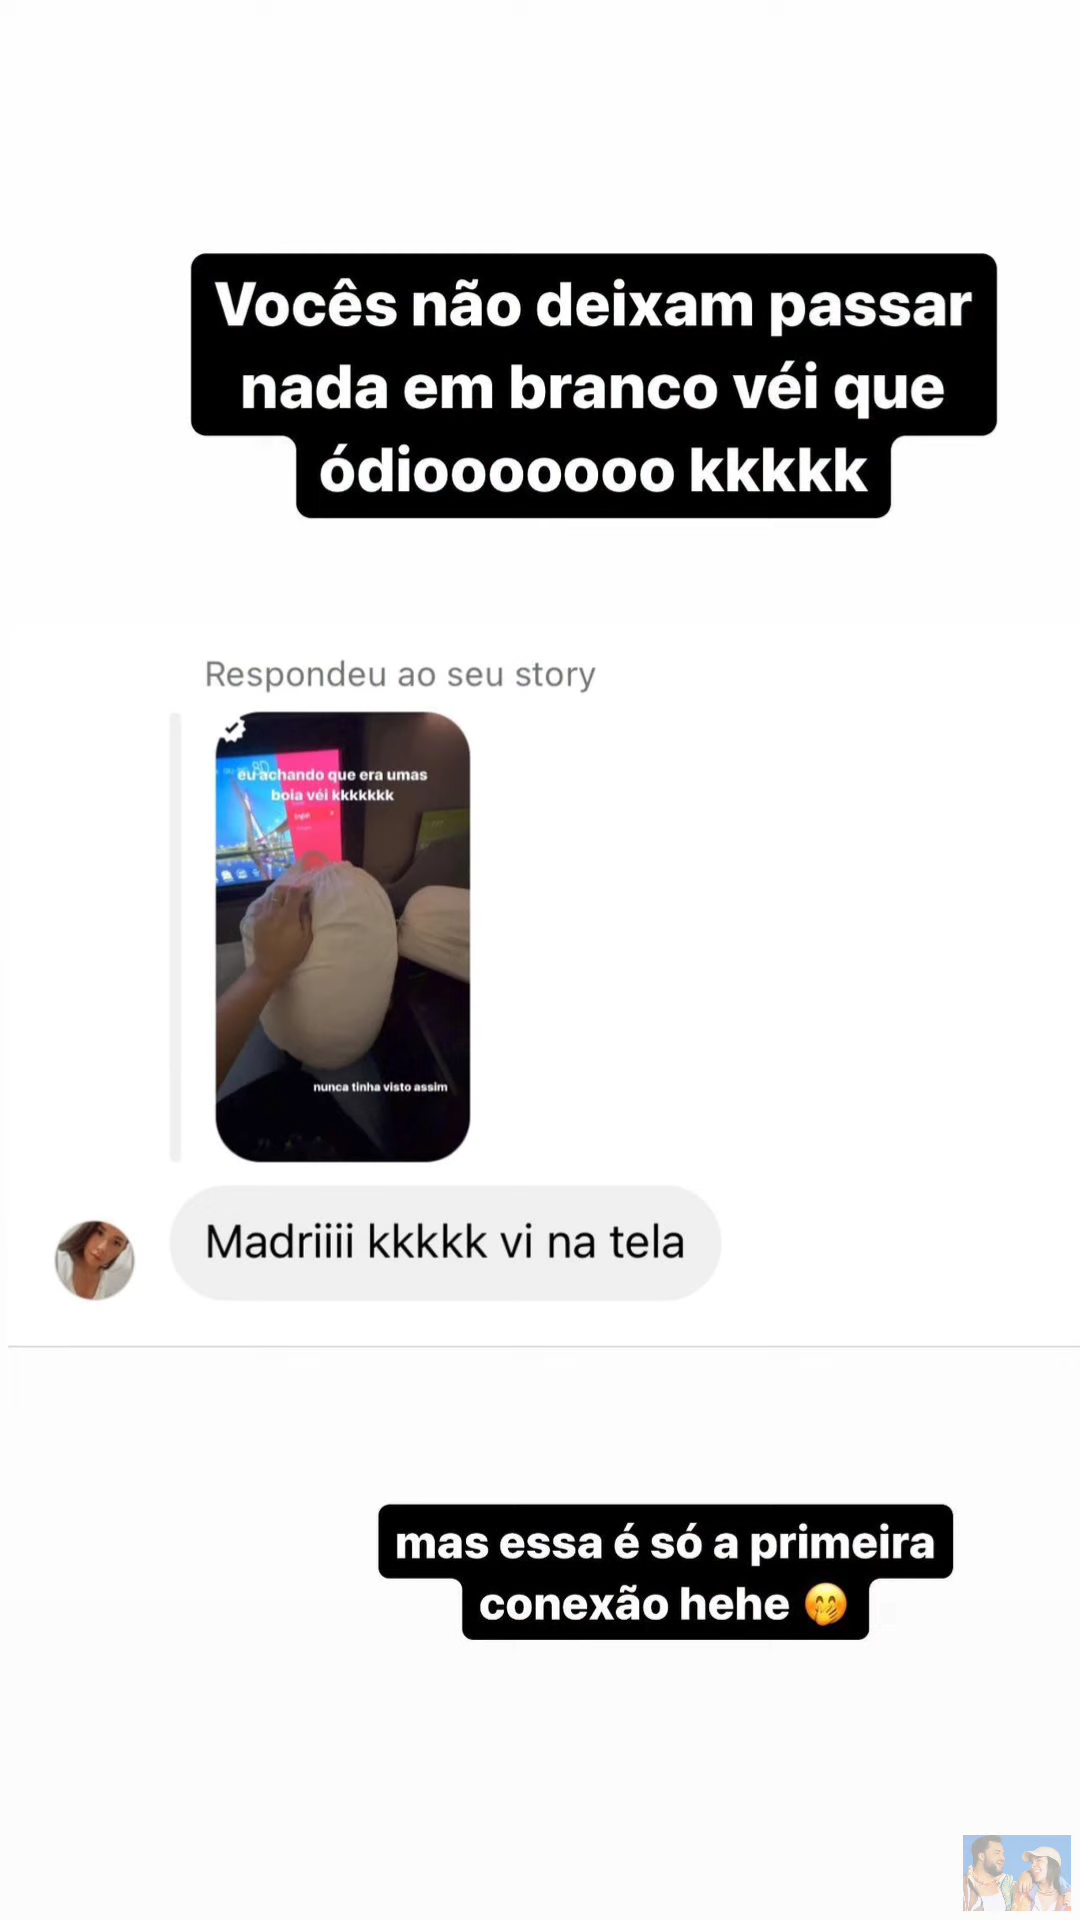 Vocês não deixam passar
nada em branco véi que
ódiooooooo kkkkk
Respondeu ao seu story
eu achando que era umas
boia véi kkkkkkk
English
nunca tinha visto assim
Madriiii kkkkk vi na tela
mas essa é só a primeira
conexão hehe 🤭